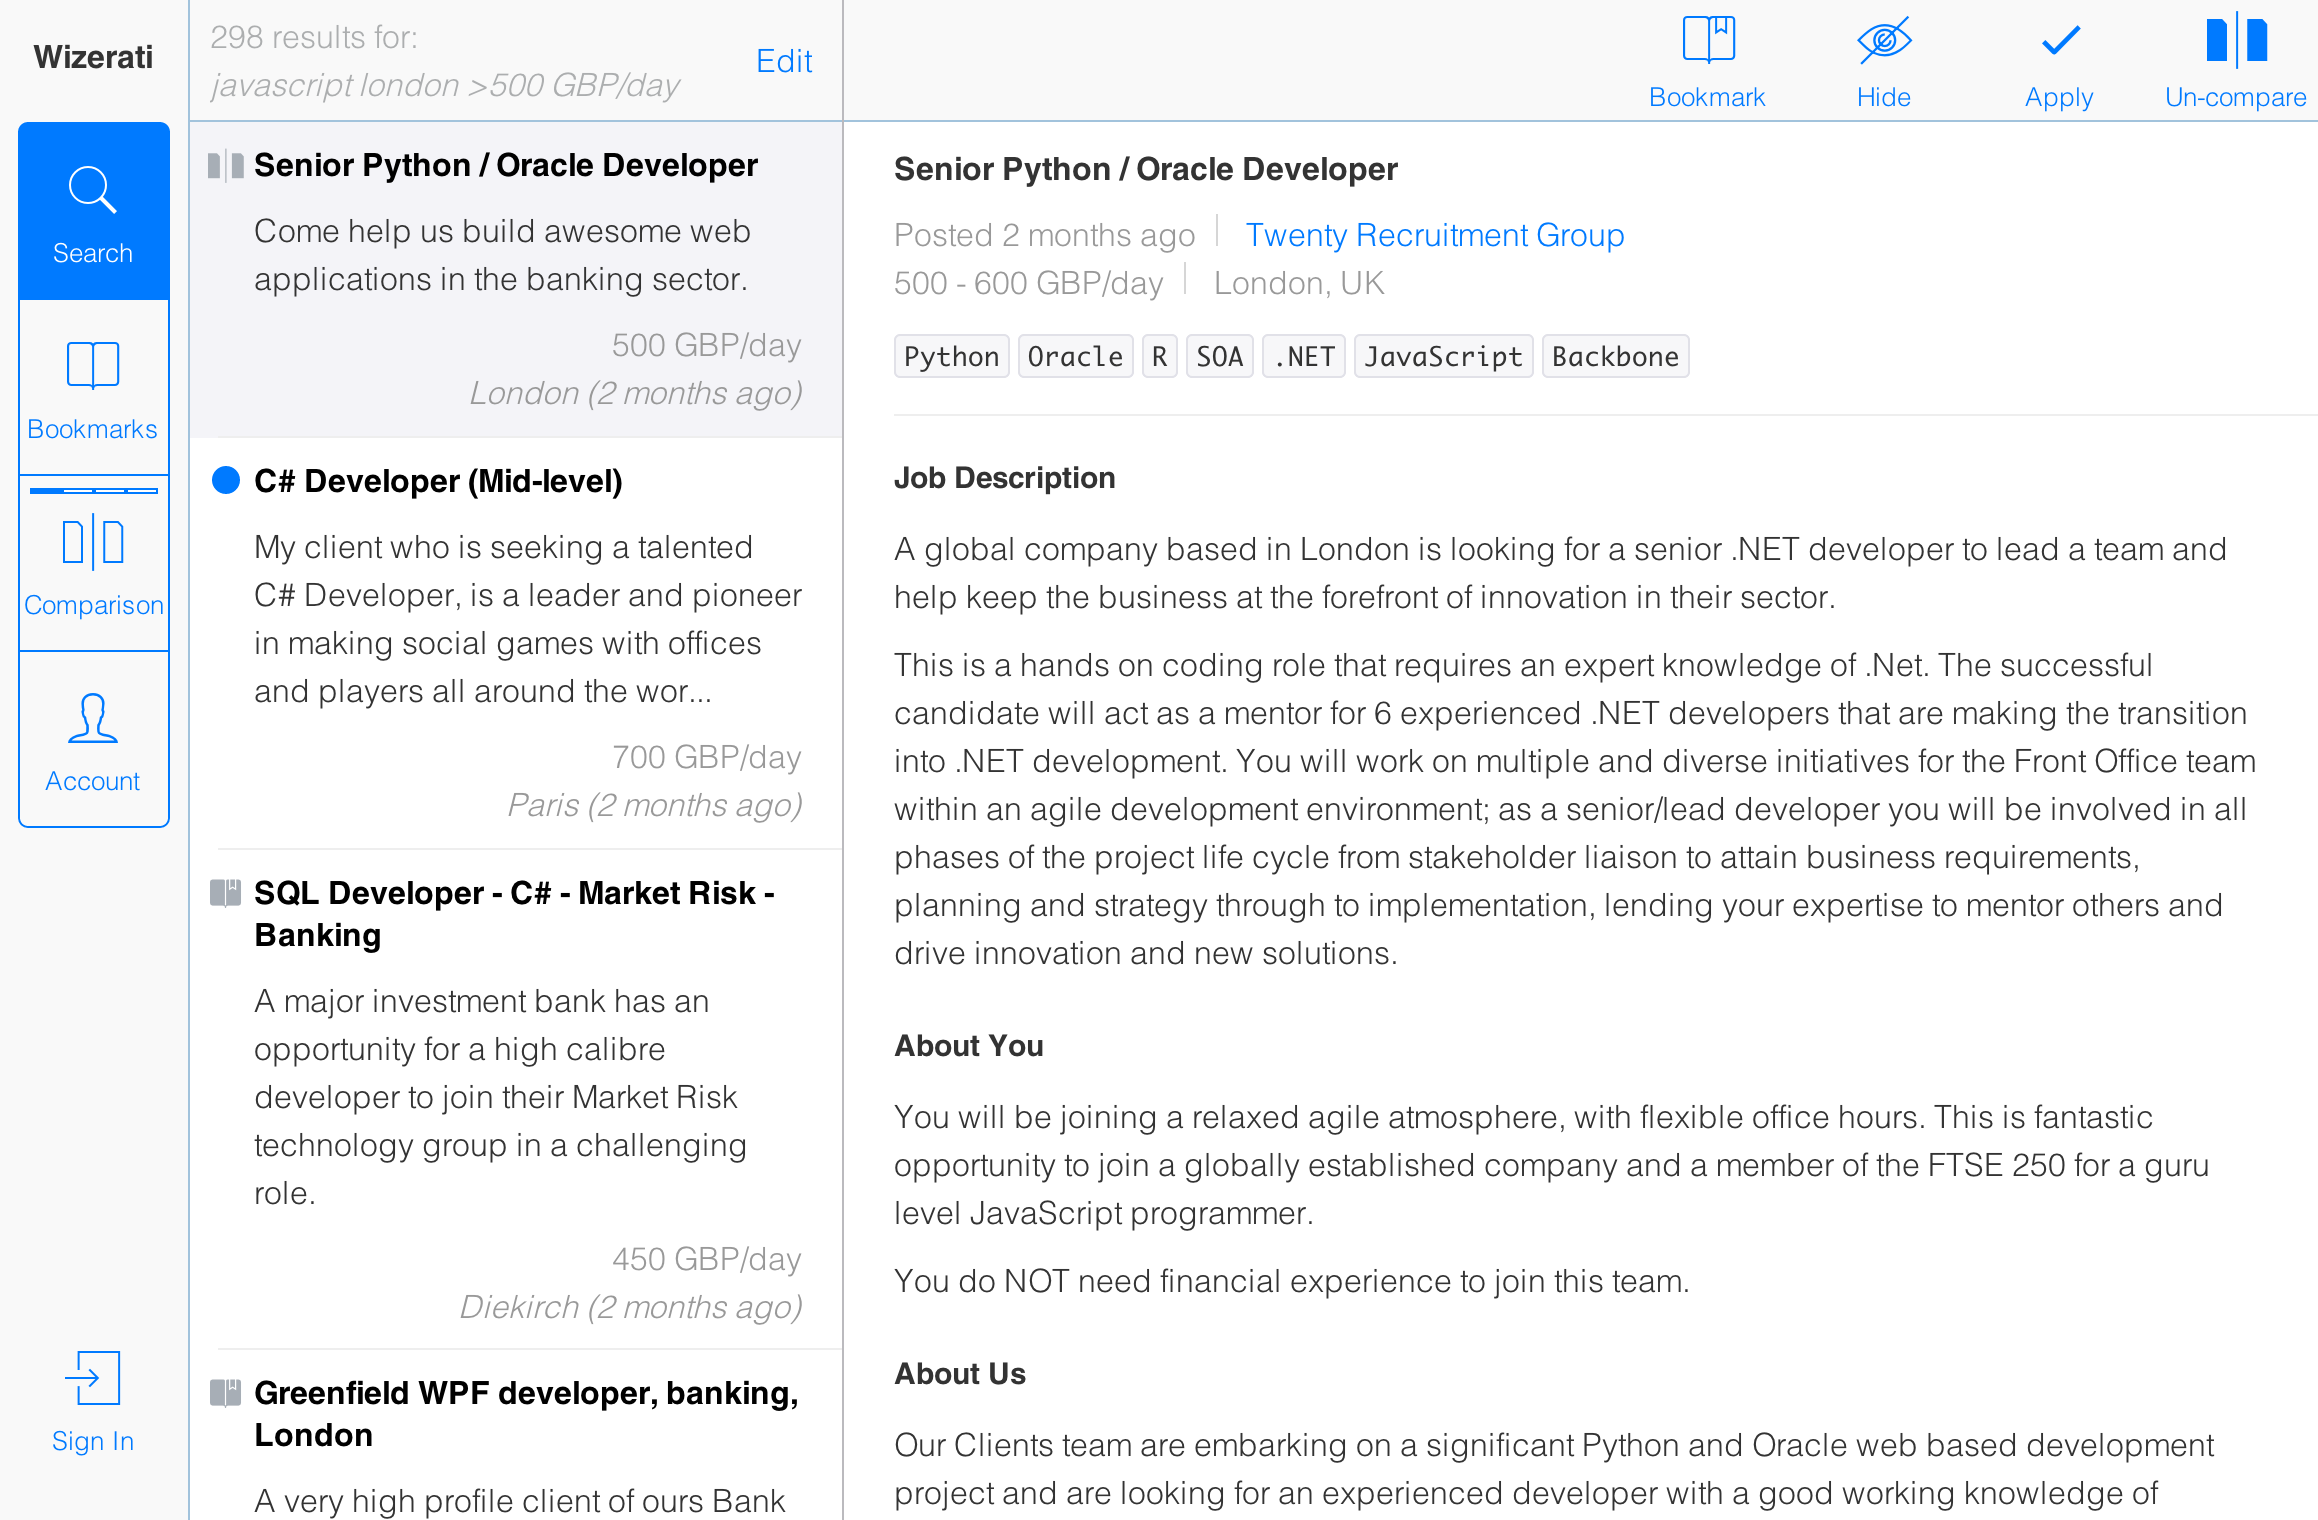 Wizerati
Search
Bookmarks
Comparison
Account
Sign In
298 results for:
javascript london >500 GBP/day
Edit
Senior Python / Oracle Developer
Come help us build awesome web
applications in the banking sector.
500 GBP/day
London (2 months ago)
C# Developer (Mid-level)
My client who is seeking a talented
C# Developer, is a leader and pioneer
in making social games with offices
and players all around the wor...
700 GBP/day
Paris (2 months ago)
SQL Developer - C# - Market Risk -
Banking
A major investment bank has an
opportunity for a high calibre
developer to join their Market Risk
technology group in a challenging
role.
450 GBP/day
Diekirch (2 months ago)
Greenfield WPF developer, banking,
London
A very high profile client of ours Bank
Bookmark
Hide
Apply
Un-compare
Senior Python / Oracle Developer
Posted 2 months ago Twenty Recruitment Group
500 - 600 GBP/day London, UK
Python Oracle R SOA .NET JavaScript Backbone
Job Description
A global company based in London is looking for a senior .NET developer to lead a team and
help keep the business at the forefront of innovation in their sector.
This is a hands on coding role that requires an expert knowledge of .Net. The successful
candidate will act as a mentor for 6 experienced .NET developers that are making the transition
into .NET development. You will work on multiple and diverse initiatives for the Front Office team
within an agile development environment; as a senior/lead developer you will be involved in all
phases of the project life cycle from stakeholder liaison to attain business requirements,
planning and strategy through to implementation, lending your expertise to mentor others and
drive innovation and new solutions.
About You
You will be joining a relaxed agile atmosphere, with flexible office hours. This is fantastic
opportunity to join a globally established company and a member of the FTSE 250 for a guru
level JavaScript programmer.
You do NOT need financial experience to join this team.
About Us
Our Clients team are embarking on a significant Python and Oracle web based development
project and are looking for an experienced developer with a good working knowledge of